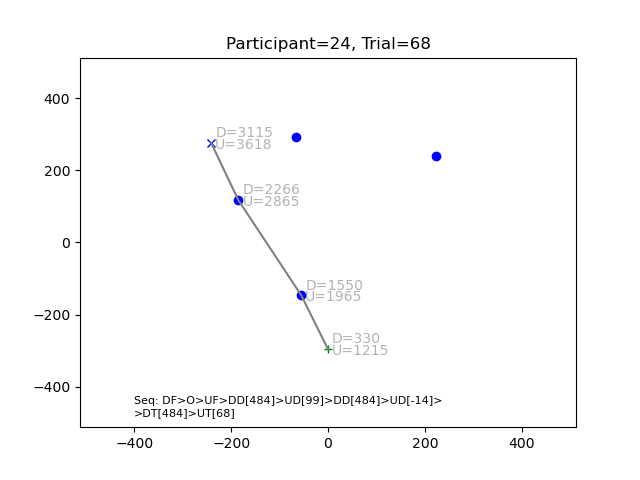 Participant=24, Trial=68
400
200
0
−200
−400
D=3115
U=3618
D=2266
U=2865
D=1550
U=1965
D=330
U=1215
Seq: DF>O>UF>DD[484]>UD[99]>DD[484]>UD[-14]>
>DT[484]>UT[68]
−400 −200 0 200 400